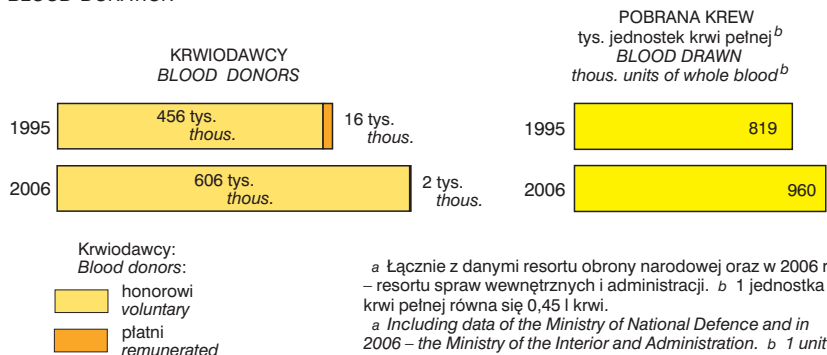 KRWIODAWCY
BLOOD DONORS
1995
456 tys.
thous.
16 tys.
thous.
2006
606 tys.
thous.
2 tys.
thous.
Krwiodawcy:
Blood donors:
honorowi
voluntary
płatni
remunerated
POBRANA KREW
tys. jednostek krwi pełnej b
BLOOD DRAWN
thous. units of whole blood b
1995
819
2006
960
a Łącznie z danymi resortu obrony narodowej oraz w 2006 r
– resortu spraw wewnętrznych i administracji. b 1 jednostka
krwi pełnej równa się 0,45 l krwi.
a Including data of the Ministry of National Defence and in
2006 – the Ministry of the Interior and Administration. b 1 unit